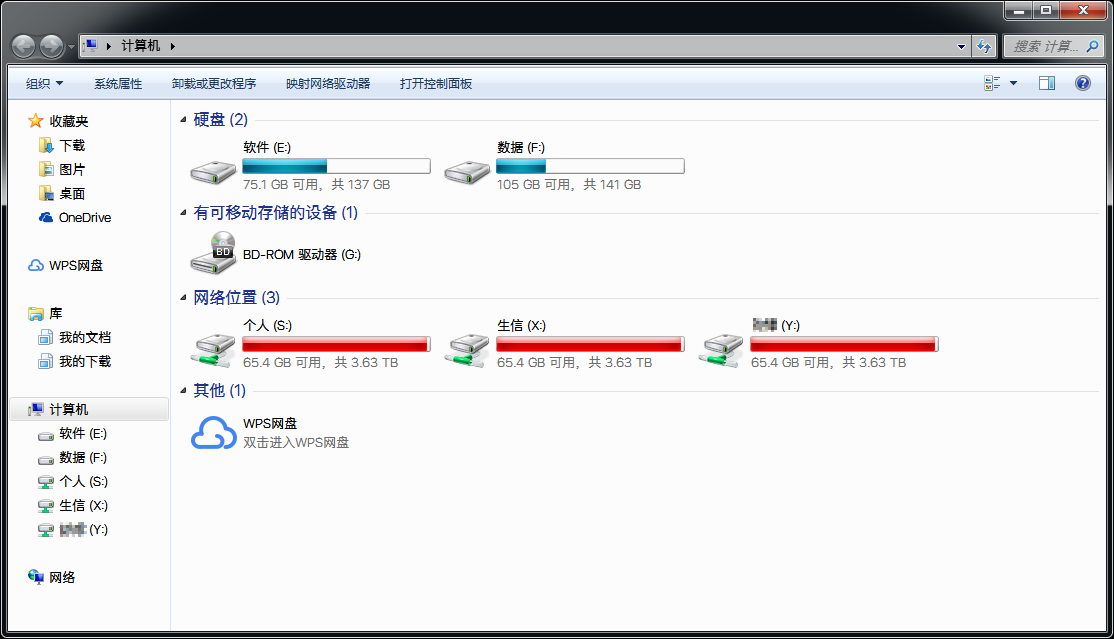 计算机
搜索 计算...
组织 系统属性 卸载或更改程序 映射网络驱动器 打开控制面板
收藏夹
下载
图片
桌面
OneDrive
WPS网盘
库
我的文档
我的下载
计算机
软件 (E:)
数据 (F:)
个人 (S:)
生信 (X:)
(Y:)
网络
硬盘 (2)
软件 (E:)
75.1 GB 可用，共 137 GB
数据 (F:)
105 GB 可用，共 141 GB
有可移动存储的设备 (1)
BD
BD-ROM 驱动器 (G:)
网络位置 (3)
个人 (S:)
65.4 GB 可用，共 3.63 TB
生信 (X:)
65.4 GB 可用，共 3.63 TB
(Y:)
65.4 GB 可用，共 3.63 TB
其他 (1)
WPS网盘
双击进入WPS网盘